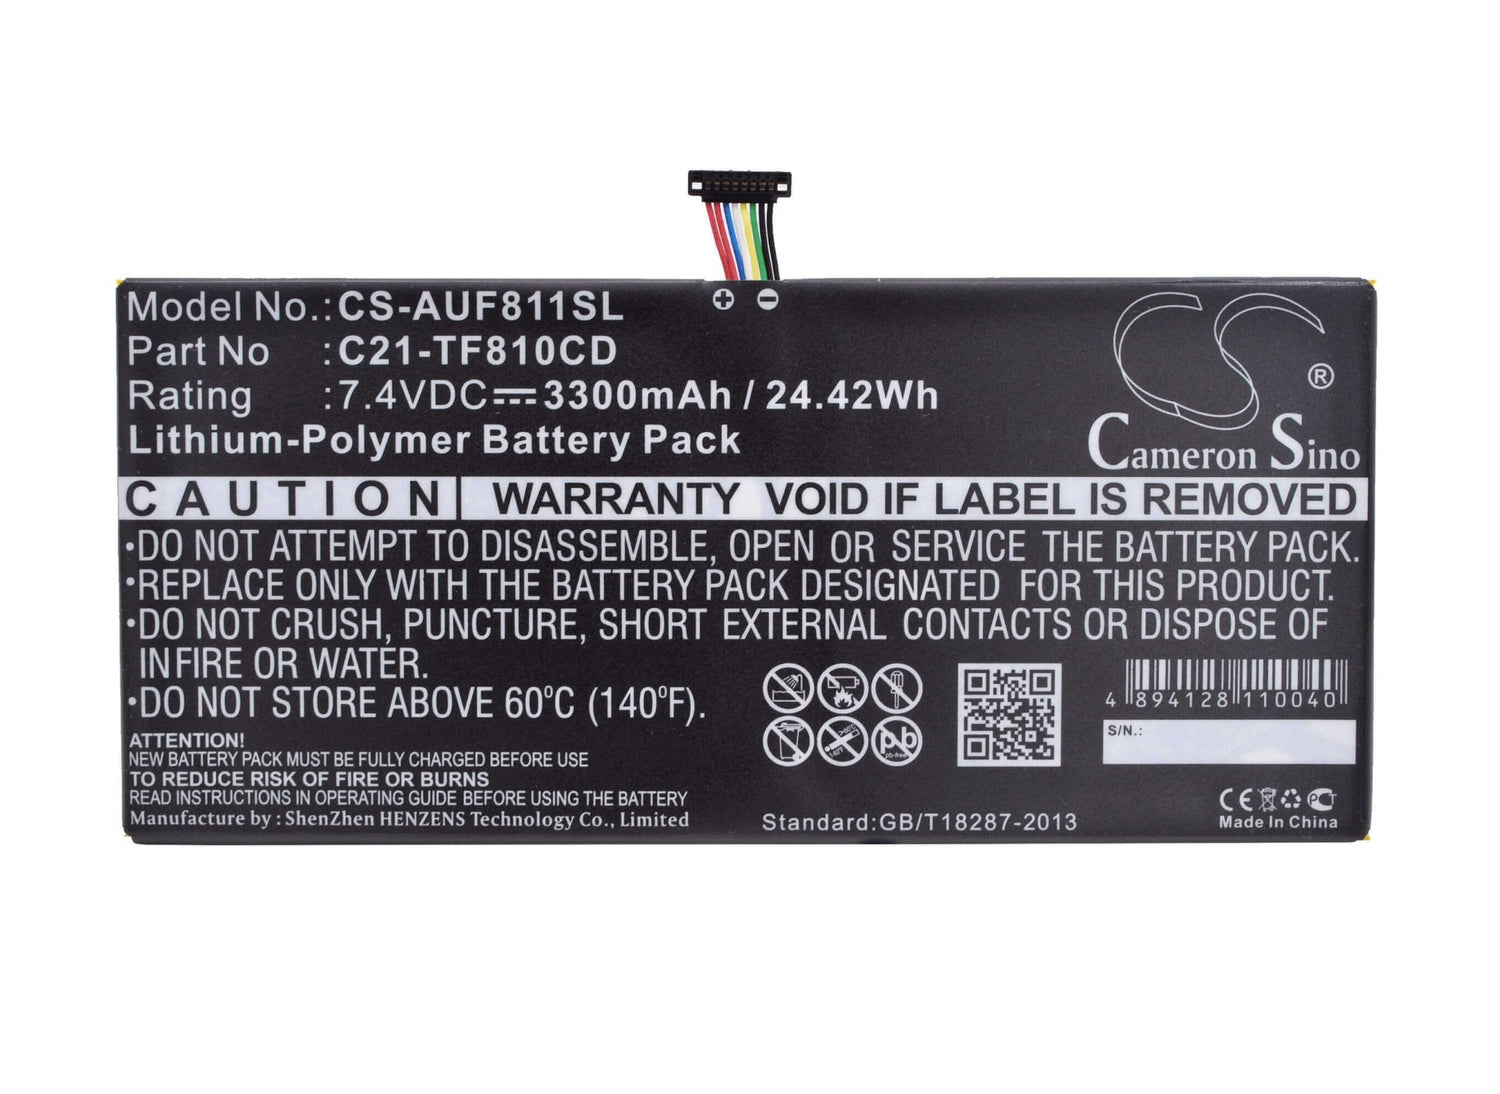 Model No.: CS-AUF811SL
Part No : C21-TF810CD
Rating : 7.4VDC⎓3300mAh / 24.42Wh
Lithium-Polymer Battery Pack
®
Cameron Sino
CAUTION | WARRANTY VOID IF LABEL IS REMOVED
•DO NOT ATTEMPT TO DISASSEMBLE, OPEN OR SERVICE THE BATTERY PACK.
•REPLACE ONLY WITH THE BATTERY PACK DESIGNATED FOR THIS PRODUCT.
•DO NOT CRUSH, PUNCTURE, SHORT EXTERNAL CONTACTS OR DISPOSE OF
IN FIRE OR WATER.
•DO NOT STORE ABOVE 60°C (140°F).
ATTENTION!
NEW BATTERY PACK MUST BE FULLY CHARGED BEFORE USE
TO REDUCE RISK OF FIRE OR BURNS
READ INSTRUCTIONS IN OPERATING GUIDE BEFORE USING THE BATTERY
Manufacture by : ShenZhen HENZENS Technology Co., Limited
pb
pb-free
Standard:GB/T18287-2013
4 894128 110040
S/N.:
CE
Made In China